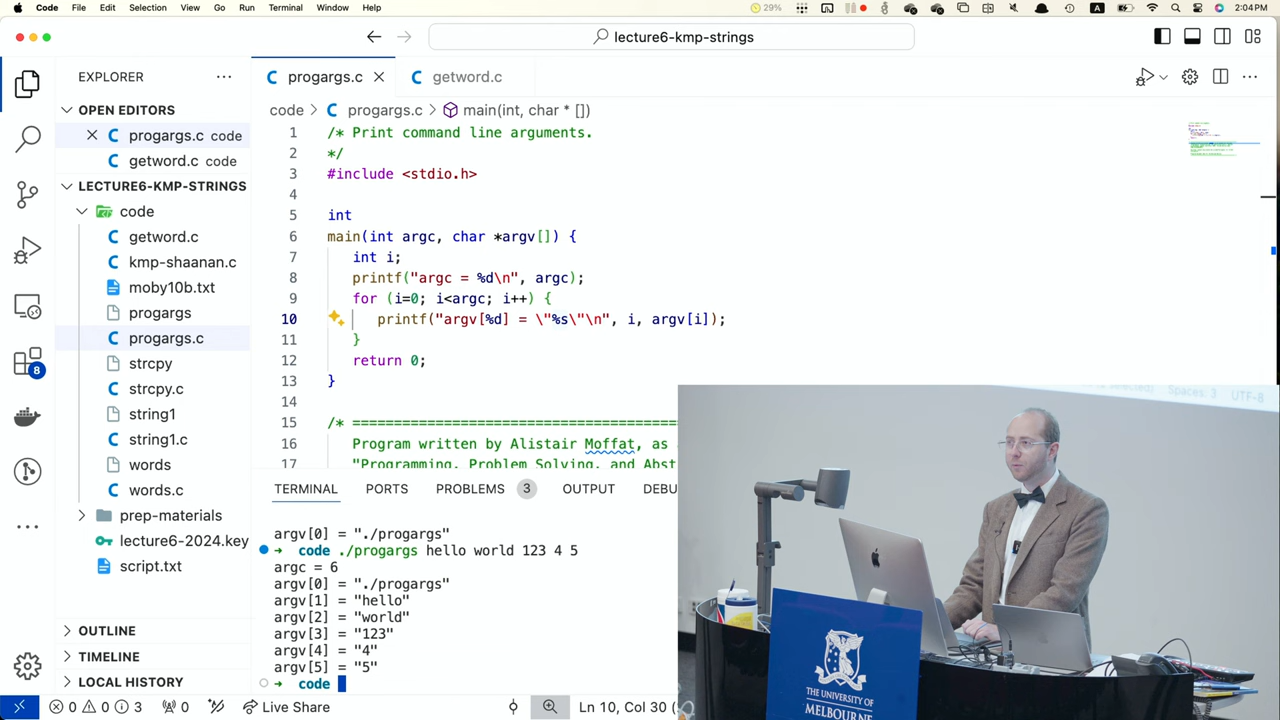 Code File Edit Selection View Go Run Terminal Window Help 29% A 2:04PM
lecture6-kmp-strings
EXPLORER
OPEN EDITORS
progargs.c code
getword.c code
LECTURE6-KMP-STRINGS
code
getword.c
kmp-shaanan.c
moby10b.txt
progargs
progargs.c
strcpy
strcpy.c
string1
string1.c
words
words.c
prep-materials
lecture6-2024.key
script.txt
OUTLINE
TIMELINE
LOCAL HISTORY
8
progargs.c getword.c
code > progargs.c > main(int, char * [])
1 /* Print command line arguments.
2 */
3 #include <stdio.h>
4
5 int
6 main(int argc, char *argv[]) {
7 int i;
8 printf("argc = %d\n", argc);
9 for (i=0; i<argc; i++) {
10 printf("argv[%d] = \"%s\"\n", i, argv[i]);
11 }
12 return 0;
13 }
14
15 /* =======================================
16 Program written by Alistair Moffat, as
17 "Programming, Problem Solving, and Abst
TERMINAL PORTS PROBLEMS 3 OUTPUT DEBU
argv[0] = "./progargs"
➜ code ./progargs hello world 123 4 5
argc = 6
argv[0] = "./progargs"
argv[1] = "hello"
argv[2] = "world"
argv[3] = "123"
argv[4] = "4"
argv[5] = "5"
➜ code
0 0 3 0 Live Share Ln 10, Col 30
selected) Spaces: 3 UTF-8
THE UNIVERSITY OF
MELBOURNE